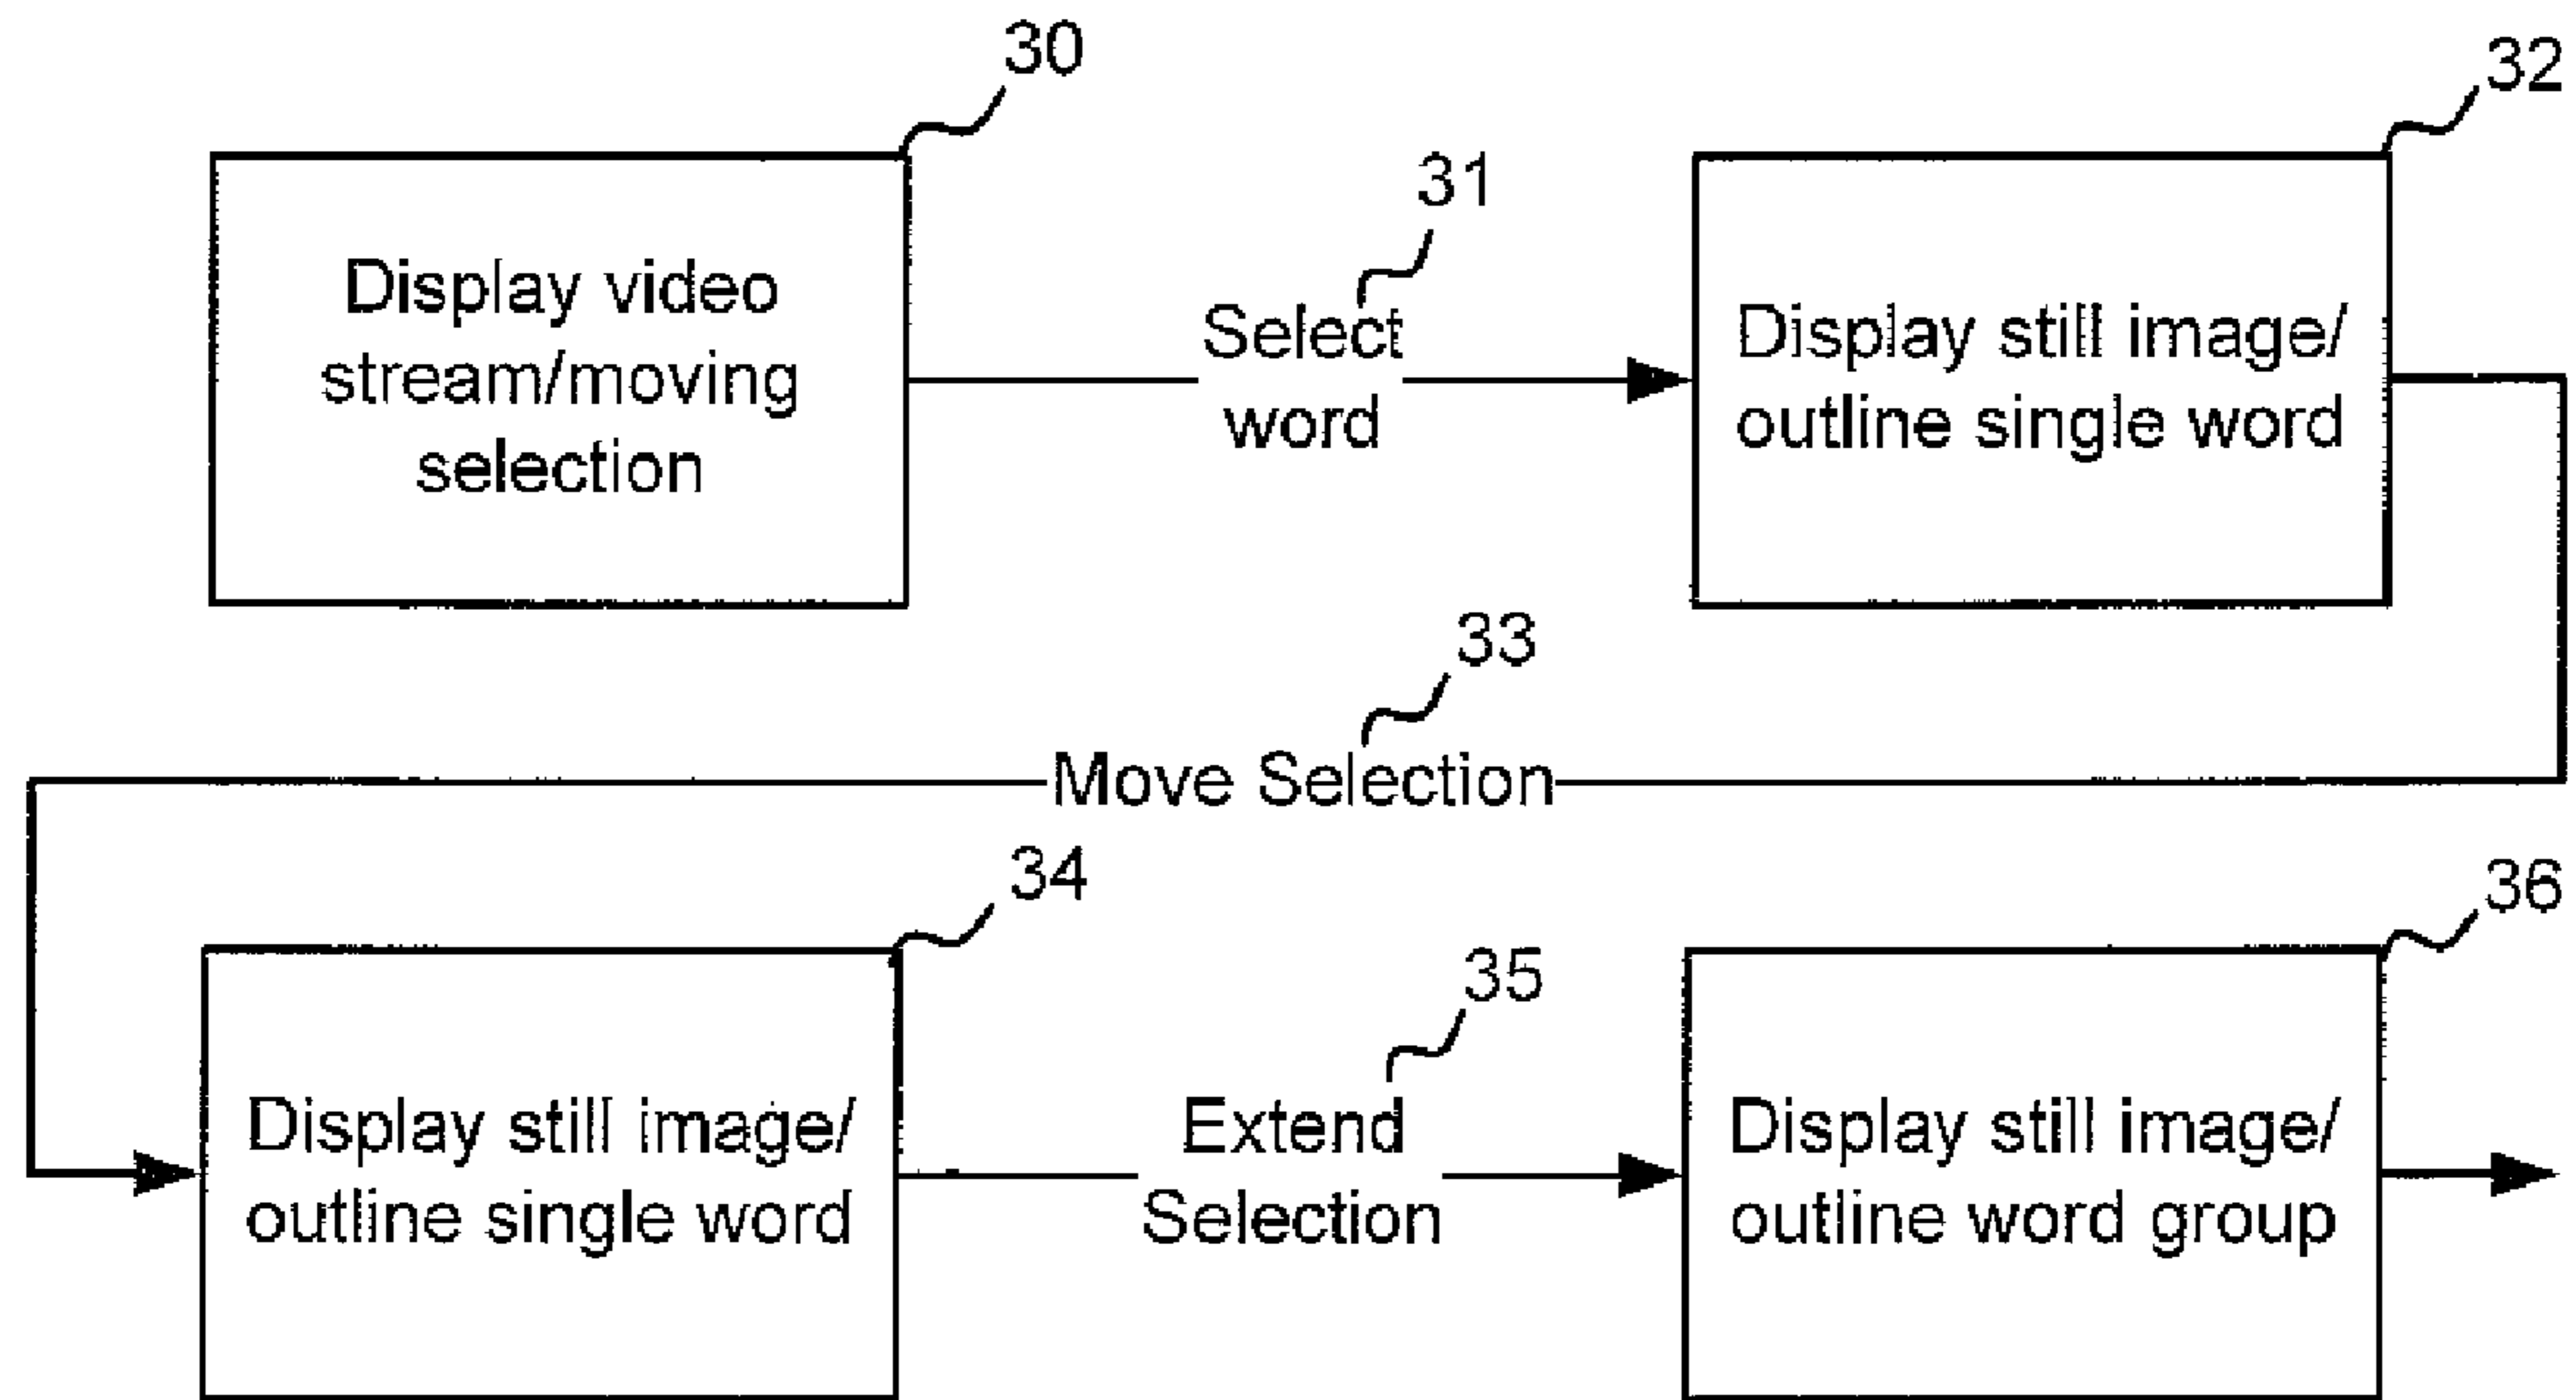 30
32
31
Display video
stream/moving
selection
Select
word
Display still image/
outline single word
33
Move Selection
34
36
35
Display still image/
outline single word
Extend
Selection
Display still image/
outline word group